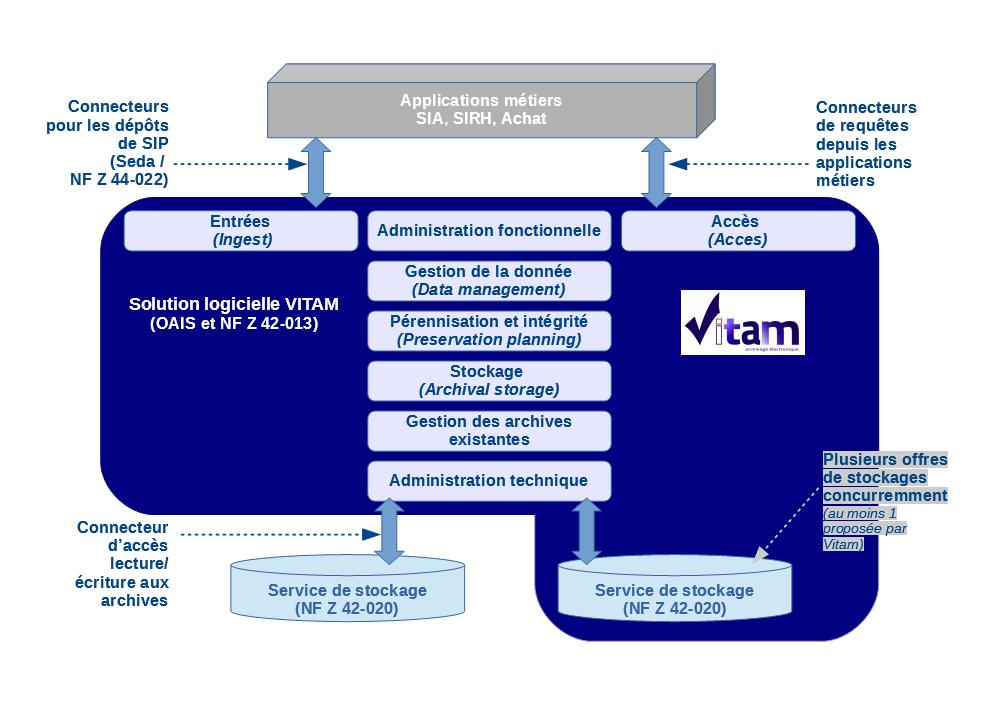 Applications métiers
SIA, SIRH, Achat
Connecteurs
pour les dépôts
de SIP
(Seda /
NF Z 44-022)
Connecteurs
de requêtes
depuis les
applications
métiers
Entrées
(Ingest)
Administration fonctionnelle
Accès
(Acces)
Gestion de la donnée
(Data management)
Solution logicielle VITAM
(OAIS et NF Z 42-013)
Pérennisation et intégrité
(Preservation planning)
Vitam
archivage électronique
Stockage
(Archival storage)
Gestion des archives
existantes
Administration technique
Plusieurs offres
de stockages
concurremment
(au moins 1
proposée par
Vitam)
Connecteur
d’accès
lecture/
écriture aux
archives
Service de stockage
(NF Z 42-020)
Service de stockage
(NF Z 42-020)